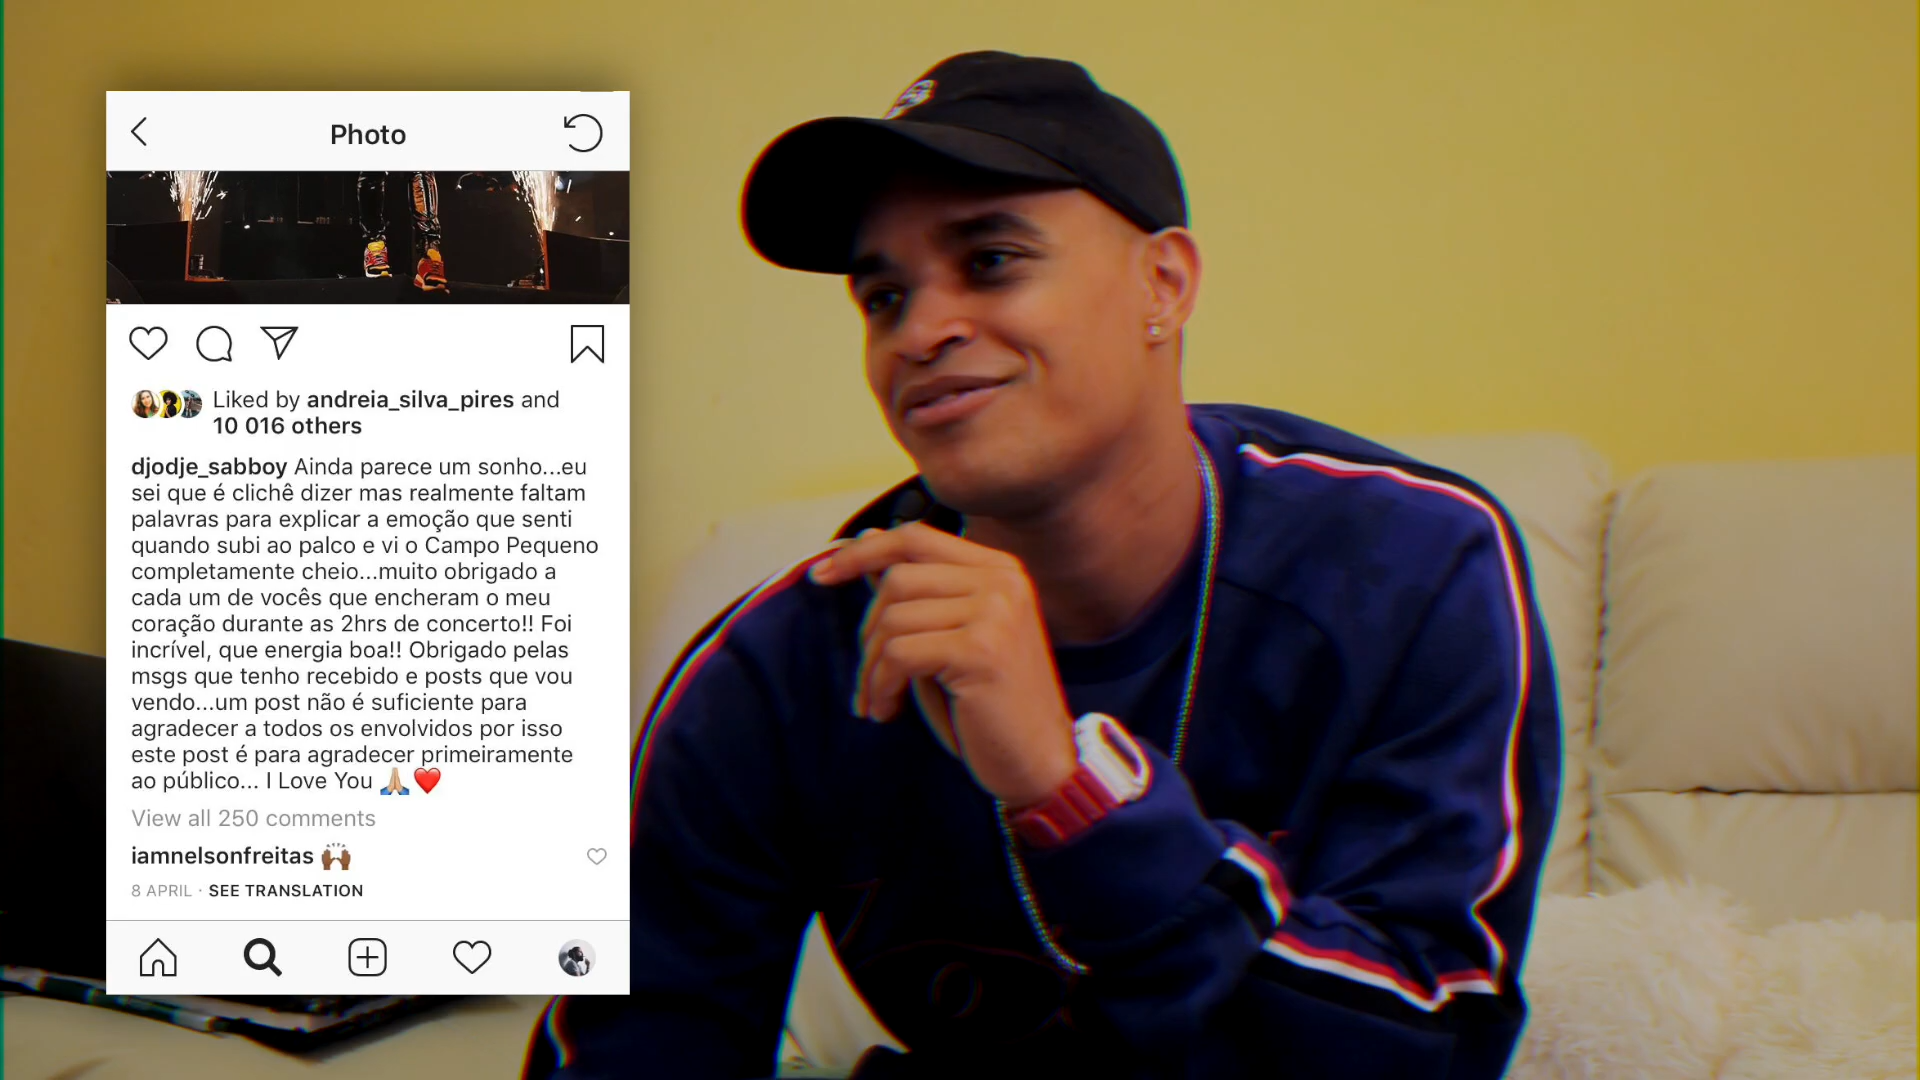 Photo
Liked by andreia_silva_pires and
10 016 others
djodje_sabboy Ainda parece um sonho...eu
sei que é clichê dizer mas realmente faltam
palavras para explicar a emoção que senti
quando subi ao palco e vi o Campo Pequeno
completamente cheio...muito obrigado a
cada um de vocês que encheram o meu
coração durante as 2hrs de concerto!! Foi
incrível, que energia boa!! Obrigado pelas
msgs que tenho recebido e posts que vou
vendo...um post não é suficiente para
agradecer a todos os envolvidos por isso
este post é para agradecer primeiramente
ao público... I Love You 🙏🏼❤️
View all 250 comments
iamnelsonfreitas 🙌🏾
8 APRIL · SEE TRANSLATION